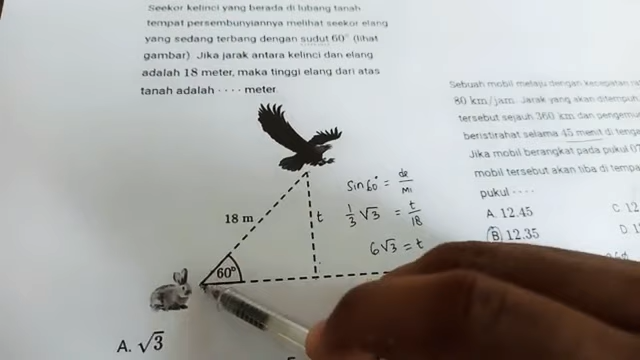 Seekor kelinci yang berada di lubang tanah
tempat persembunyiannya melihat seekor elang
yang sedang terbang dengan sudut 60° (lihat
gambar). Jika jarak antara kelinci dan elang
adalah 18 meter, maka tinggi elang dari atas
tanah adalah ···· meter.
18 m
t
60°
sin 60° = de/mi
1/3 √3 = t/18
6√3 = t
A. √3
Sebuah mobil melaju dengan kecepatan
80 km/jam. Jarak yang akan ditempuh
tersebut sejauh 360 km dan pengemu
beristirahat selama 45 menit di tenga
Jika mobil berangkat pada pukul 07
mobil tersebut akan tiba di tempa
pukul ····
A. 12.45
C. 12
B. 12.35
D. 1